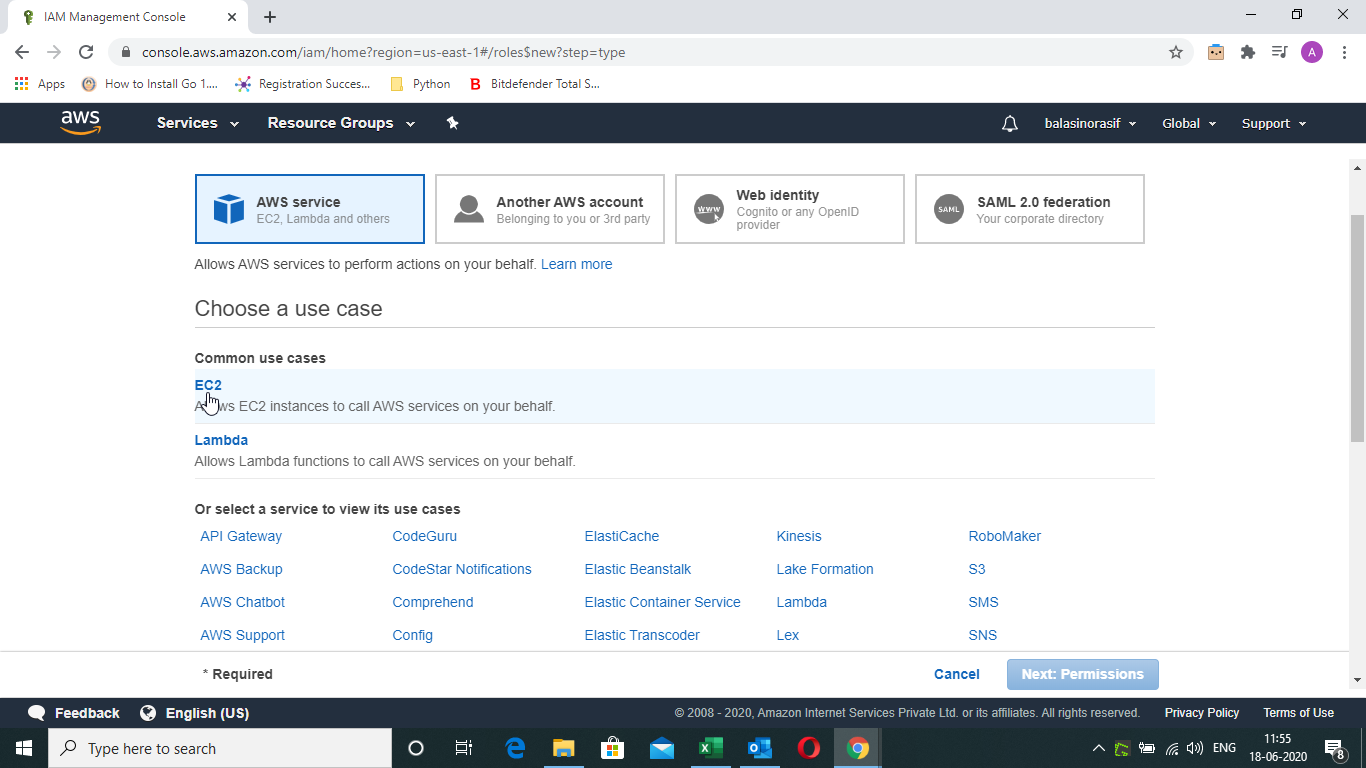 IAM Management Console
console.aws.amazon.com/iam/home?region=us-east-1#/roles$new?step=type
A
Apps
How to Install Go 1....
Registration Succes...
Python
B Bitdefender Total S...
aws
Services
Resource Groups
balasinorasif
Global
Support
AWS service
EC2, Lambda and others
Another AWS account
Belonging to you or 3rd party
www
Web identity
Cognito or any OpenID
provider
SAML
SAML 2.0 federation
Your corporate directory
Allows AWS services to perform actions on your behalf. Learn more
Choose a use case
Common use cases
EC2
EC2 instances to call AWS services on your behalf.
Lambda
Allows Lambda functions to call AWS services on your behalf.
Or select a service to view its use cases
API Gateway CodeGuru ElastiCache Kinesis RoboMaker
AWS Backup CodeStar Notifications Elastic Beanstalk Lake Formation S3
AWS Chatbot Comprehend Elastic Container Service Lambda SMS
AWS Support Config Elastic Transcoder Lex SNS
* Required
Cancel
Next: Permissions
Feedback
English (US)
© 2008 - 2020, Amazon Internet Services Private Ltd. or its affiliates. All rights reserved.
Privacy Policy
Terms of Use
Type here to search
ENG
11:55
18-06-2020
8